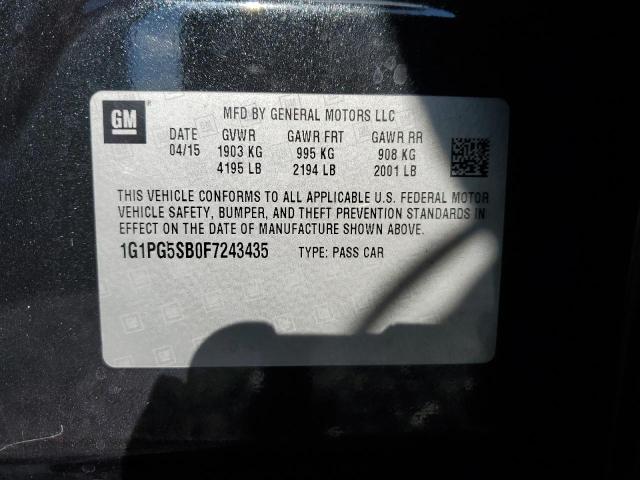 GM ®
MFD BY GENERAL MOTORS LLC
DATE GVWR GAWR FRT GAWR RR
04/15 1903 KG 995 KG 908 KG
4195 LB 2194 LB 2001 LB
THIS VEHICLE CONFORMS TO ALL APPLICABLE U.S. FEDERAL MOTOR
VEHICLE SAFETY, BUMPER, AND THEFT PREVENTION STANDARDS IN
EFFECT ON THE DATE OF MANUFACTURE SHOWN ABOVE.
1G1PG5SB0F7243435 TYPE: PASS CAR